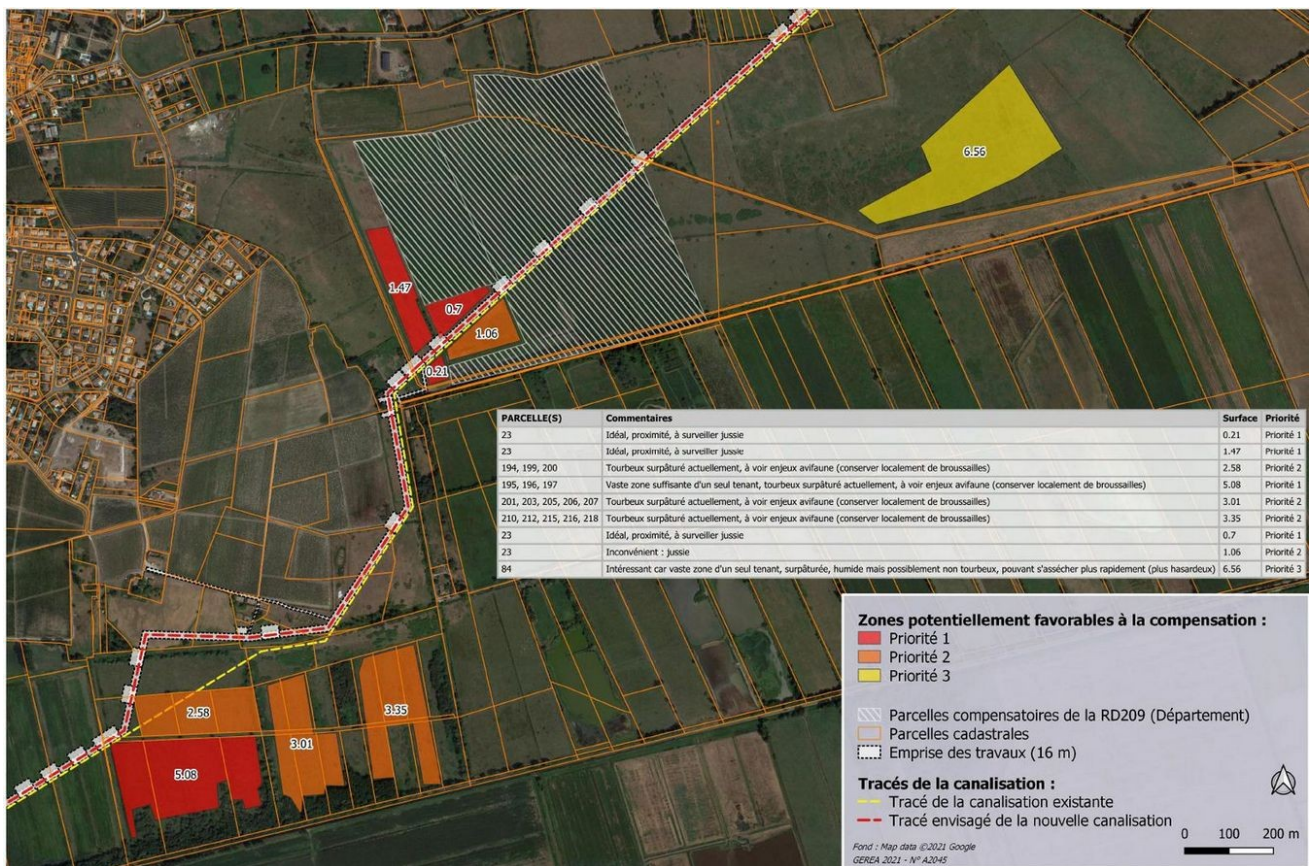 6.56
1.47
0.7
1.06
0.21
PARCELLE(S) Commentaires Surface Priorité
23 Idéal, proximité, à surveiller jussie 0.21 Priorité 1
23 Idéal, proximité, à surveiller jussie 1.47 Priorité 1
194, 199, 200 Tourbeux surpâturé actuellement, à voir enjeux avifaune (conserver localement de broussailles) 2.58 Priorité 2
195, 196, 197 Vaste zone suffisante d'un seul tenant, tourbeux surpâturé actuellement, à voir enjeux avifaune (conserver localement de broussailles) 5.08 Priorité 1
201, 203, 205, 206, 207 Tourbeux surpâturé actuellement, à voir enjeux avifaune (conserver localement de broussailles) 3.01 Priorité 2
210, 212, 215, 216, 218 Tourbeux surpâturé actuellement, à voir enjeux avifaune (conserver localement de broussailles) 3.35 Priorité 2
23 Idéal, proximité, à surveiller jussie 0.7 Priorité 1
23 Inconvénient : jussie 1.06 Priorité 2
84 Intéressant car vaste zone d'un seul tenant, surpâturée, humide mais possiblement non tourbeux, pouvant s'assécher plus rapidement (plus hasardeux) 6.56 Priorité 3
2.58
3.35
3.01
5.08
Zones potentiellement favorables à la compensation :
Priorité 1
Priorité 2
Priorité 3
Parcelles compensatoires de la RD209 (Département)
Parcelles cadastrales
Emprise des travaux (16 m)
Tracés de la canalisation :
Tracé de la canalisation existante
Tracé envisagé de la nouvelle canalisation
0 100 200 m
Fond : Map data ©2021 Google
GEREA 2021 - N° A2045